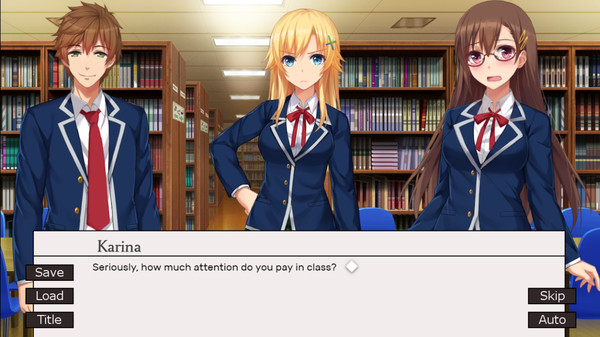 Karina
Seriously, how much attention do you pay in class?
Save
Load
Title
Skip
Auto